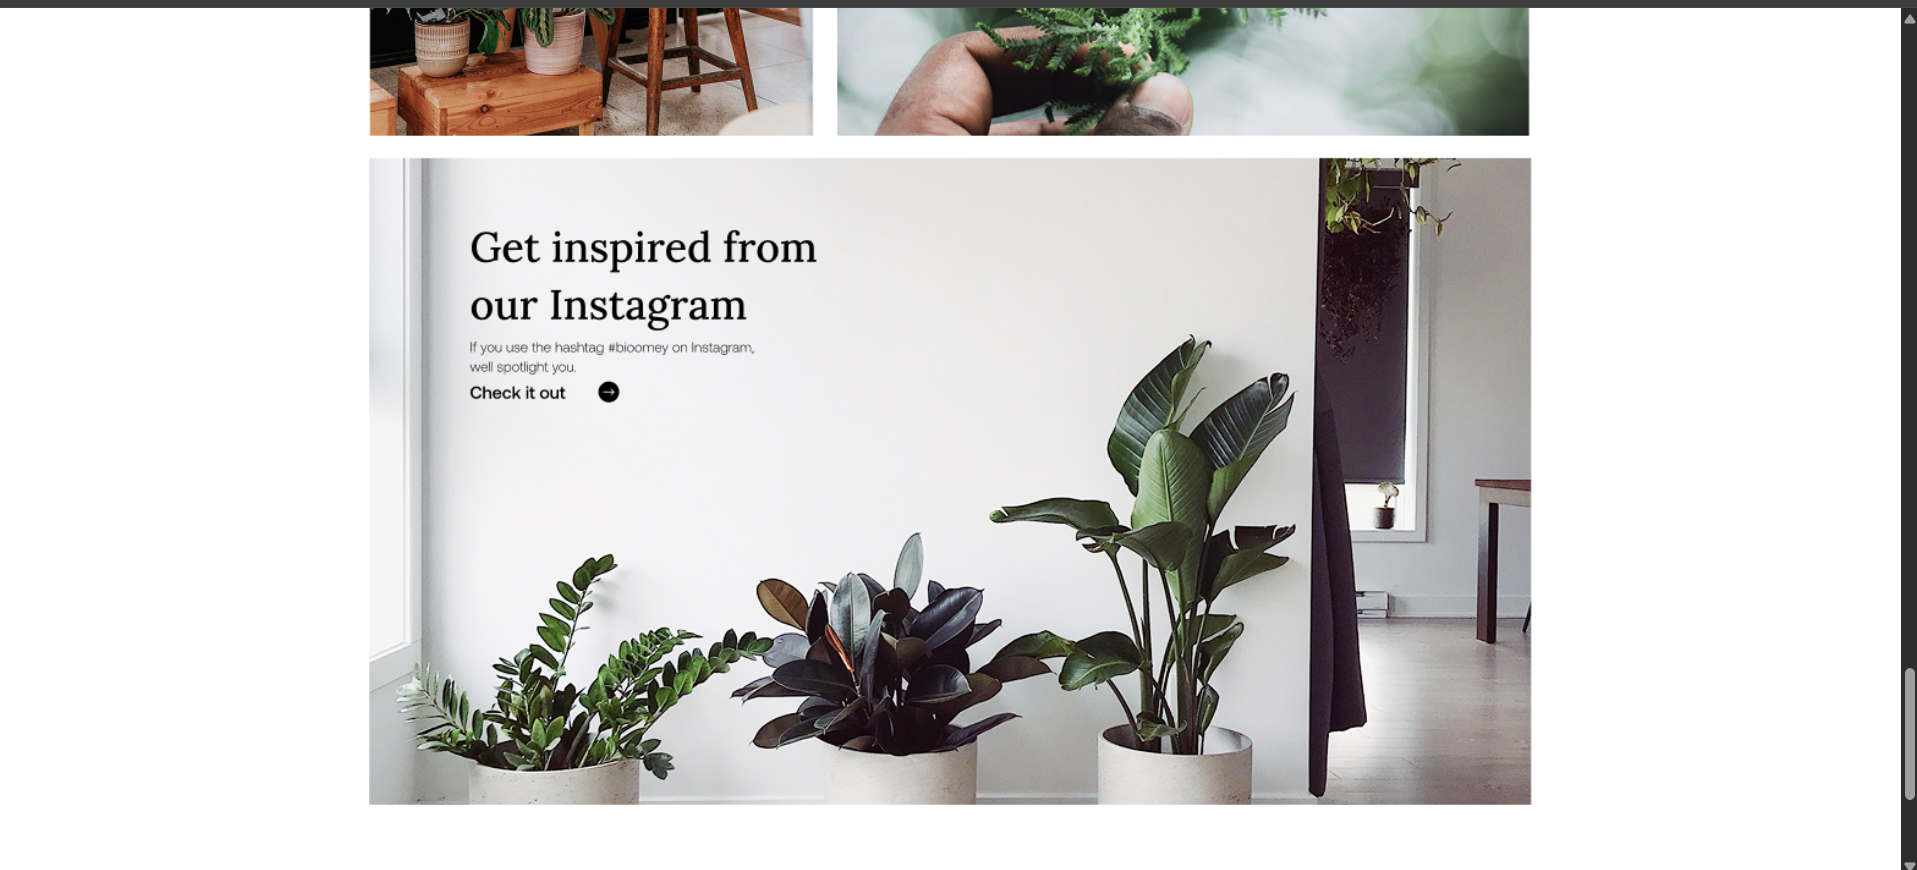 Get inspired from
our Instagram
If you use the hashtag #bioomey on Instagram,
well spotlight you.
Check it out